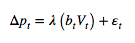 Δp_t = λ (b_t V_t) + ε_t